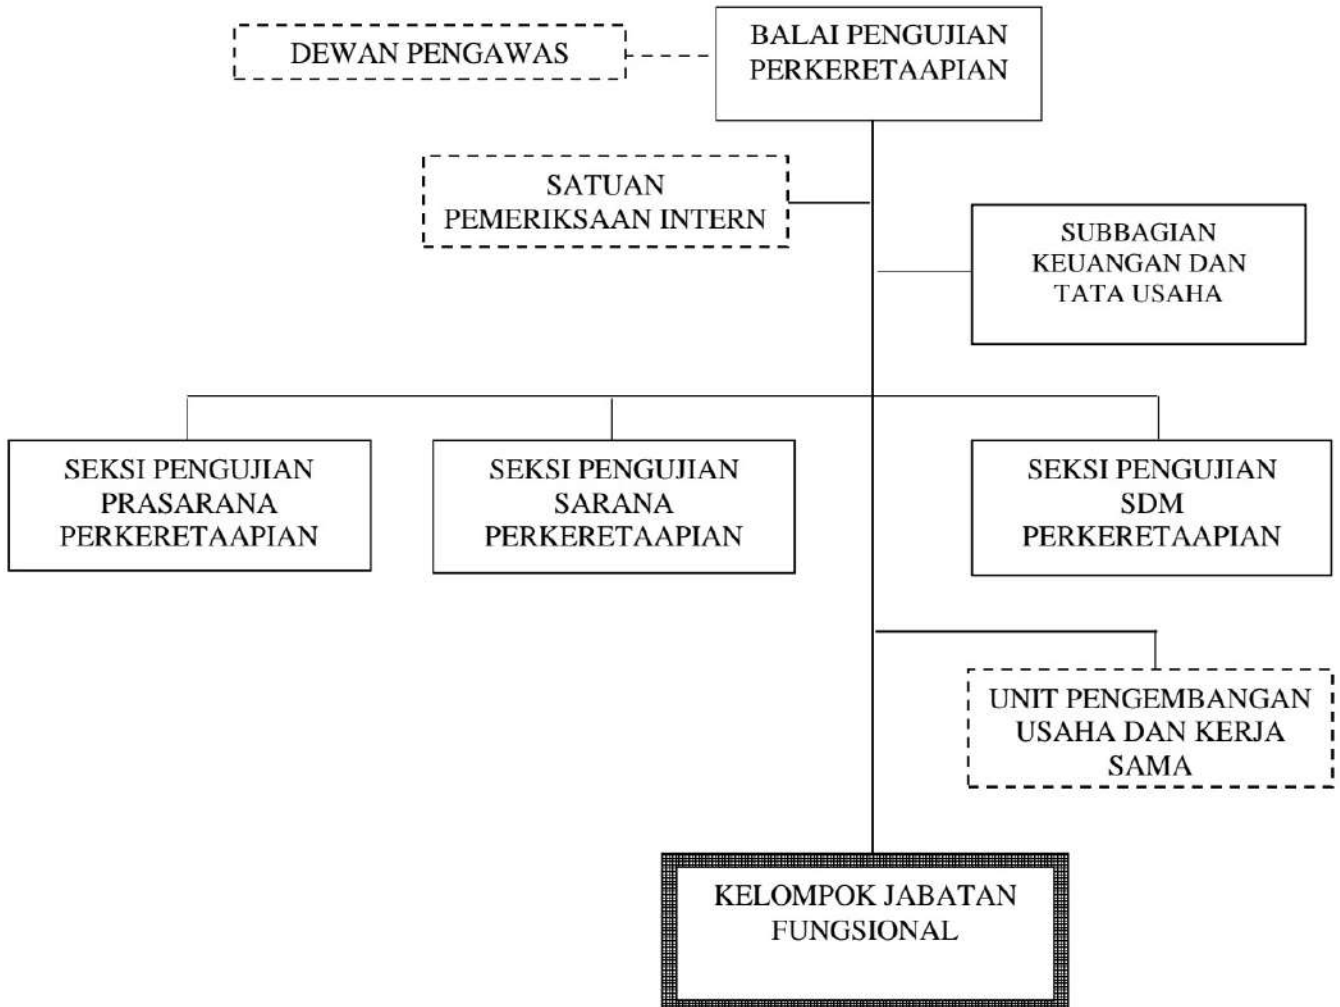 DEWAN PENGAWAS
BALAI PENGUJIAN
PERKERETAAPIAN
SATUAN
PEMERIKSAAN INTERN
SUBBAGIAN
KEUANGAN DAN
TATA USAHA
SEKSI PENGUJIAN
PRASARANA
PERKERETAAPIAN
SEKSI PENGUJIAN
SARANA
PERKERETAAPIAN
SEKSI PENGUJIAN
SDM
PERKERETAAPIAN
UNIT PENGEMBANGAN
USAHA DAN KERJA
SAMA
KELOMPOK JABATAN
FUNGSIONAL